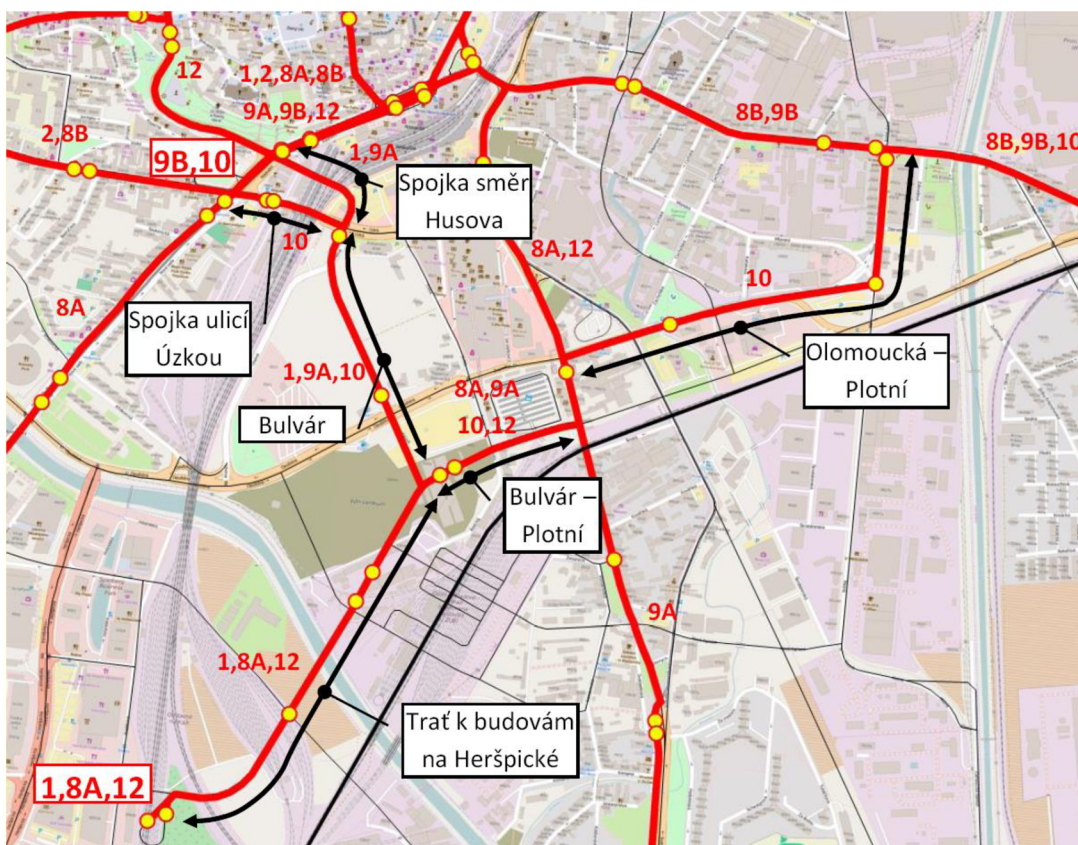 12
1,2,8A,8B
9A,9B,12
2,8B
8B,9B
8B,9B,10
9B,10
1,9A
Spojka směr
Husova
10
8A,12
10
8A
Spojka ulicí
Úzkou
Olomoucká –
Plotní
1,9A,10
8A,9A
Bulvár
10,12
Bulvár –
Plotní
9A
1,8A,12
Trať k budovám
na Heršpické
1,8A,12